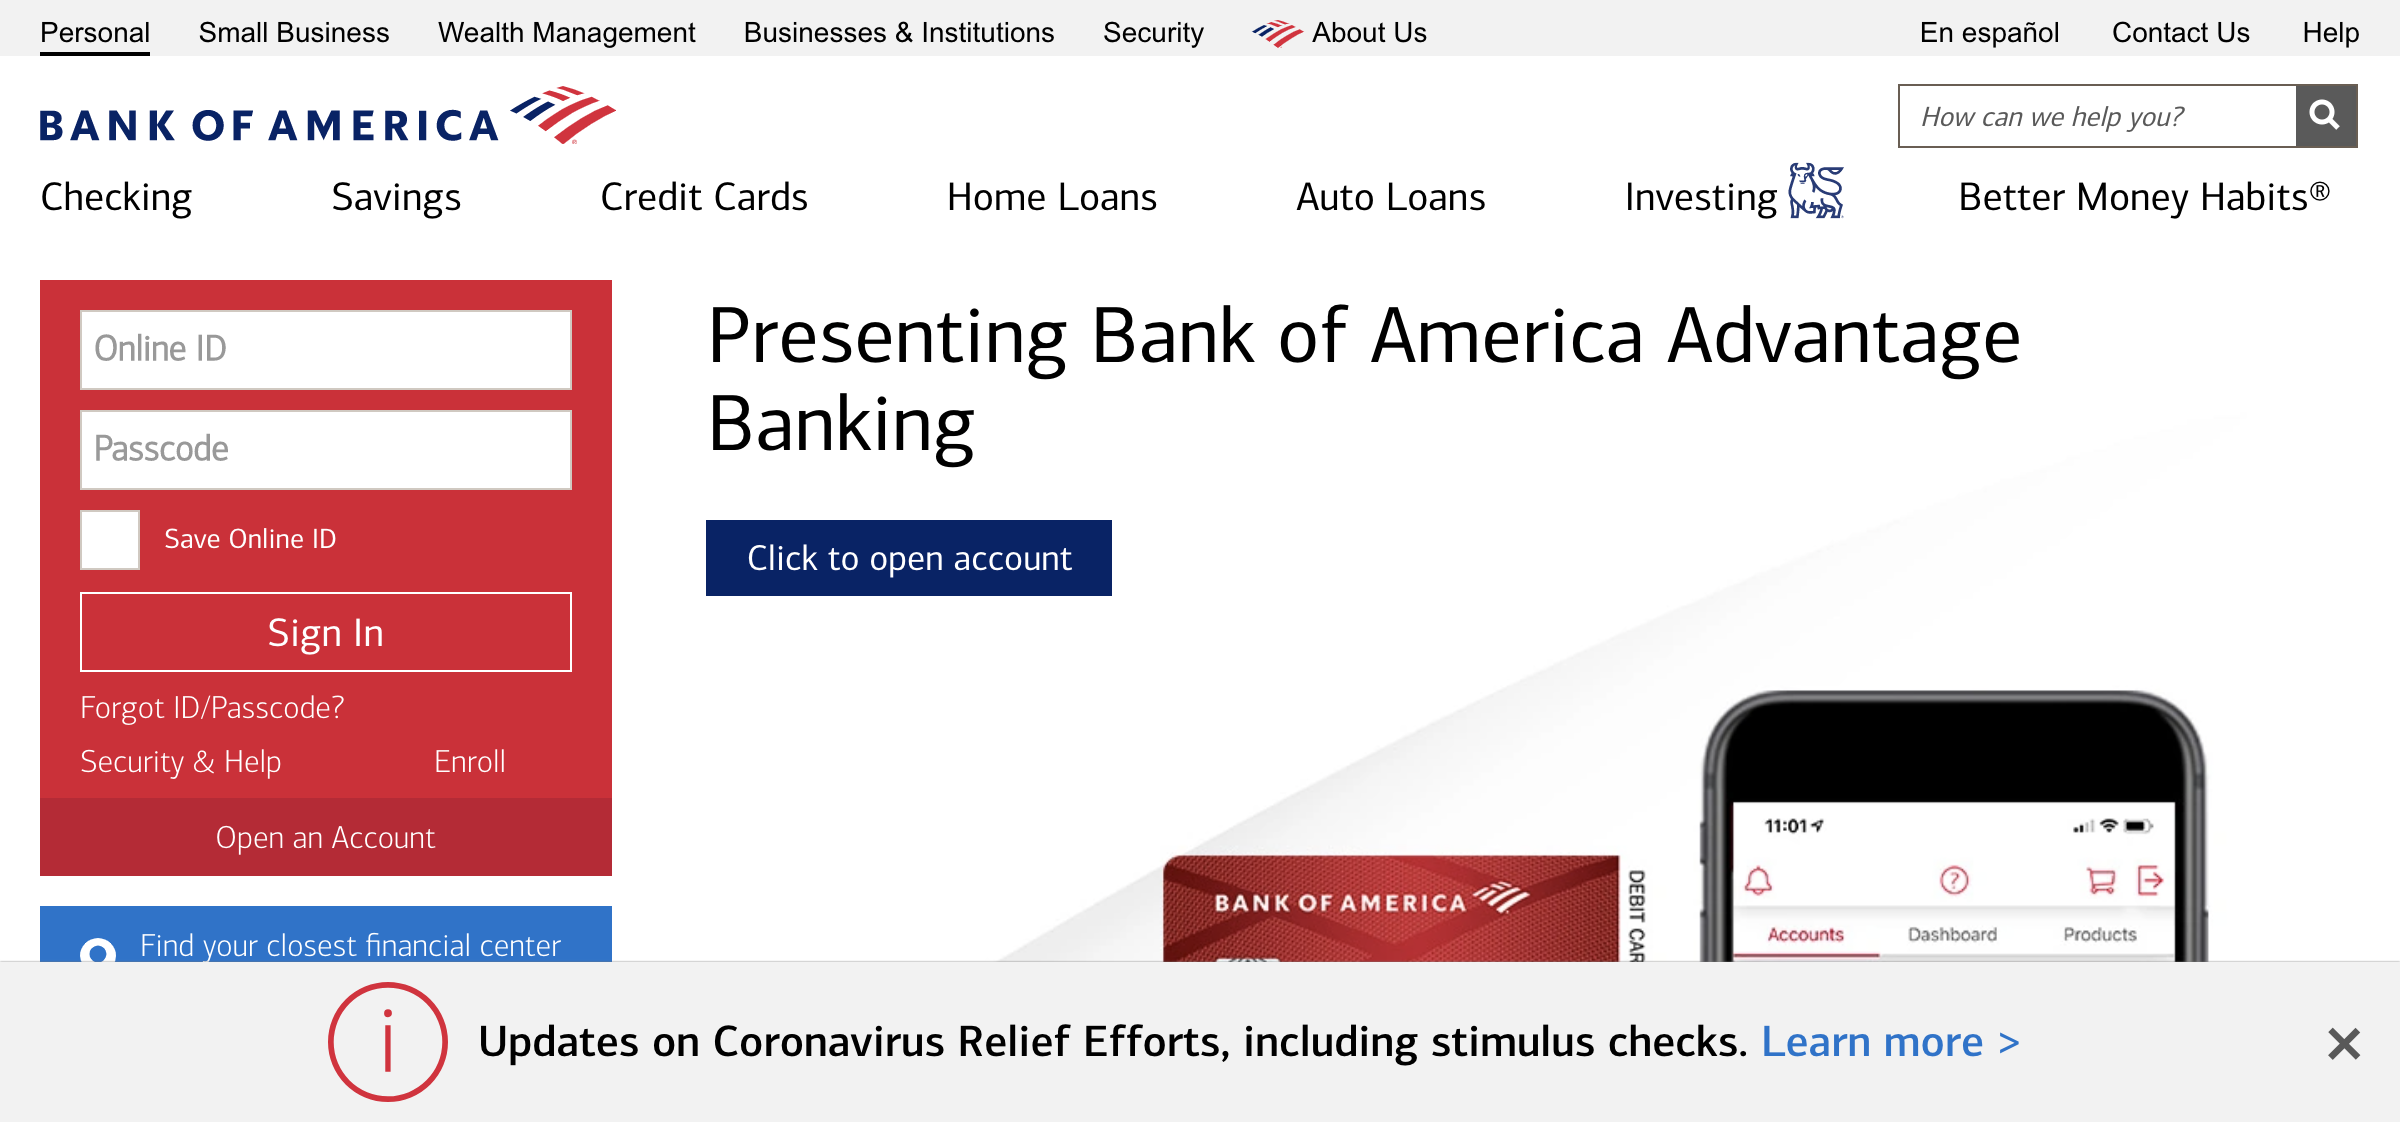 Personal Small Business Wealth Management Businesses & Institutions Security About Us En español Contact Us Help
BANK OF AMERICA
How can we help you?
Checking Savings Credit Cards Home Loans Auto Loans Investing Better Money Habits®
Online ID
Passcode
Save Online ID
Sign In
Forgot ID/Passcode?
Security & Help Enroll
Open an Account
Find your closest financial center
Presenting Bank of America Advantage
Banking
Click to open account
BANK OF AMERICA
DEBIT CAR
11:01
Accounts Dashboard Products
Updates on Coronavirus Relief Efforts, including stimulus checks. Learn more >